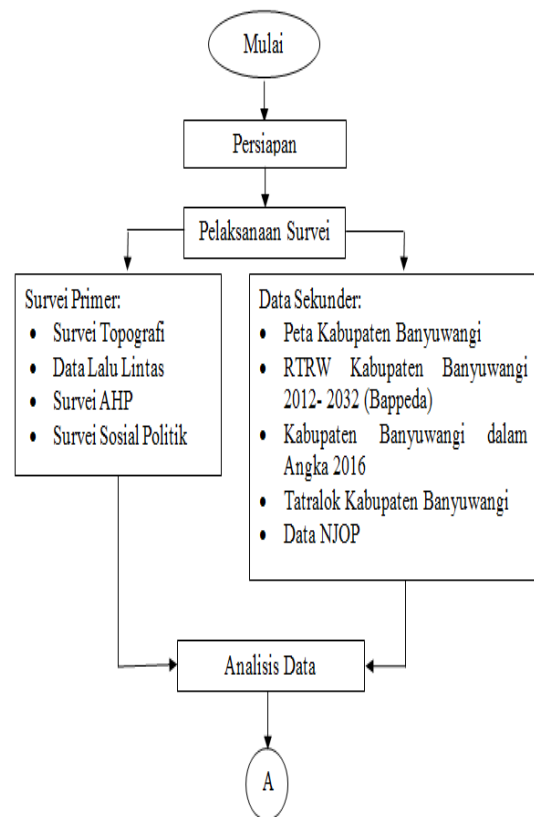 Mulai
Persiapan
Pelaksanaan Survei
Survei Primer:
• Survei Topografi
• Data Lalu Lintas
• Survei AHP
• Survei Sosial Politik
Data Sekunder:
• Peta Kabupaten Banyuwangi
• RTRW Kabupaten Banyuwangi
2012- 2032 (Bappeda)
• Kabupaten Banyuwangi dalam
Angka 2016
• Tatralok Kabupaten Banyuwangi
• Data NJOP
Analisis Data
A